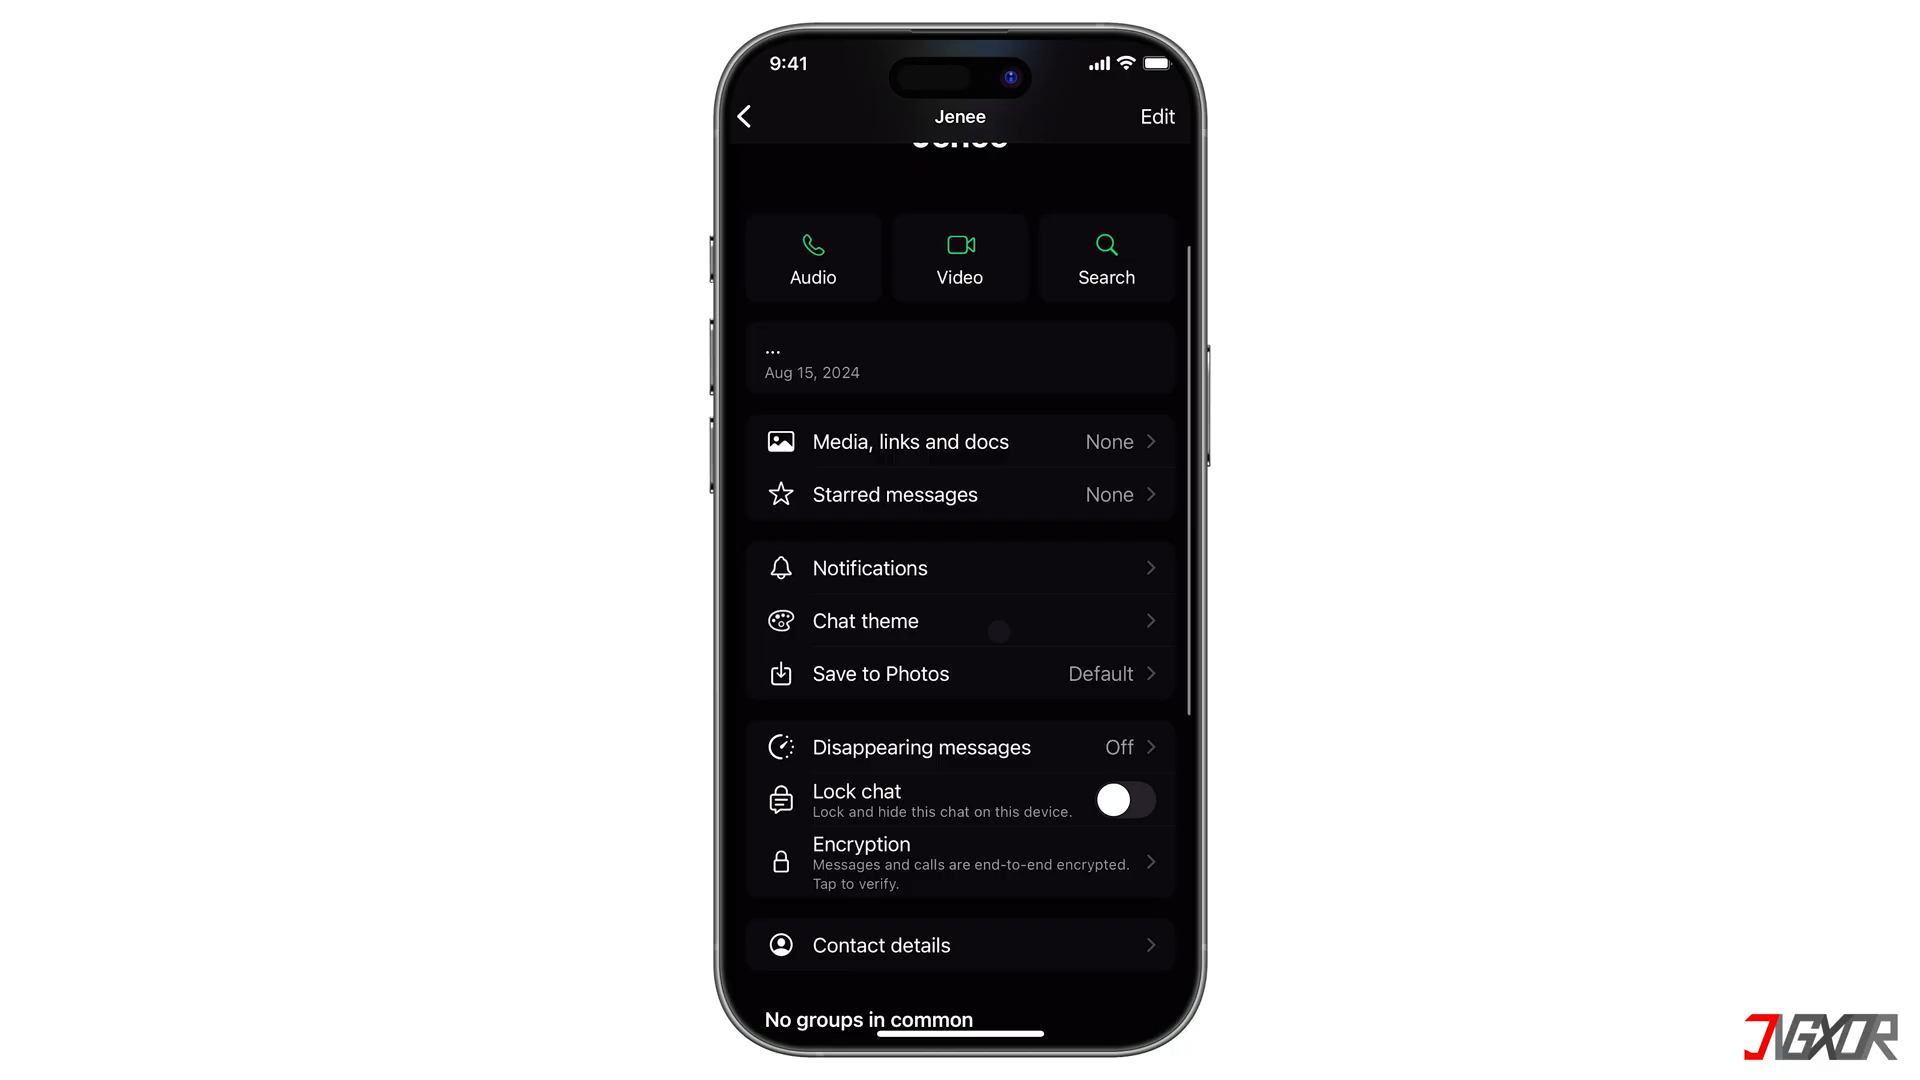 9:41
Jenee
Edit
Jenee
Audio
Video
Search
...
Aug 15, 2024
Media, links and docs
None
Starred messages
None
Notifications
Chat theme
Save to Photos
Default
Disappearing messages
Off
Lock chat
Lock and hide this chat on this device.
Encryption
Messages and calls are end-to-end encrypted.
Tap to verify.
Contact details
No groups in common
JVGXOR